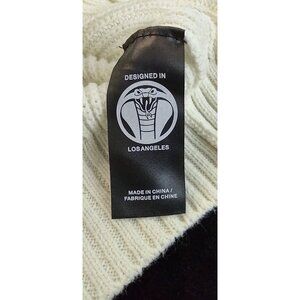 DESIGNED IN
LOS ANGELES
MADE IN CHINA /
FABRIQUE EN CHINE